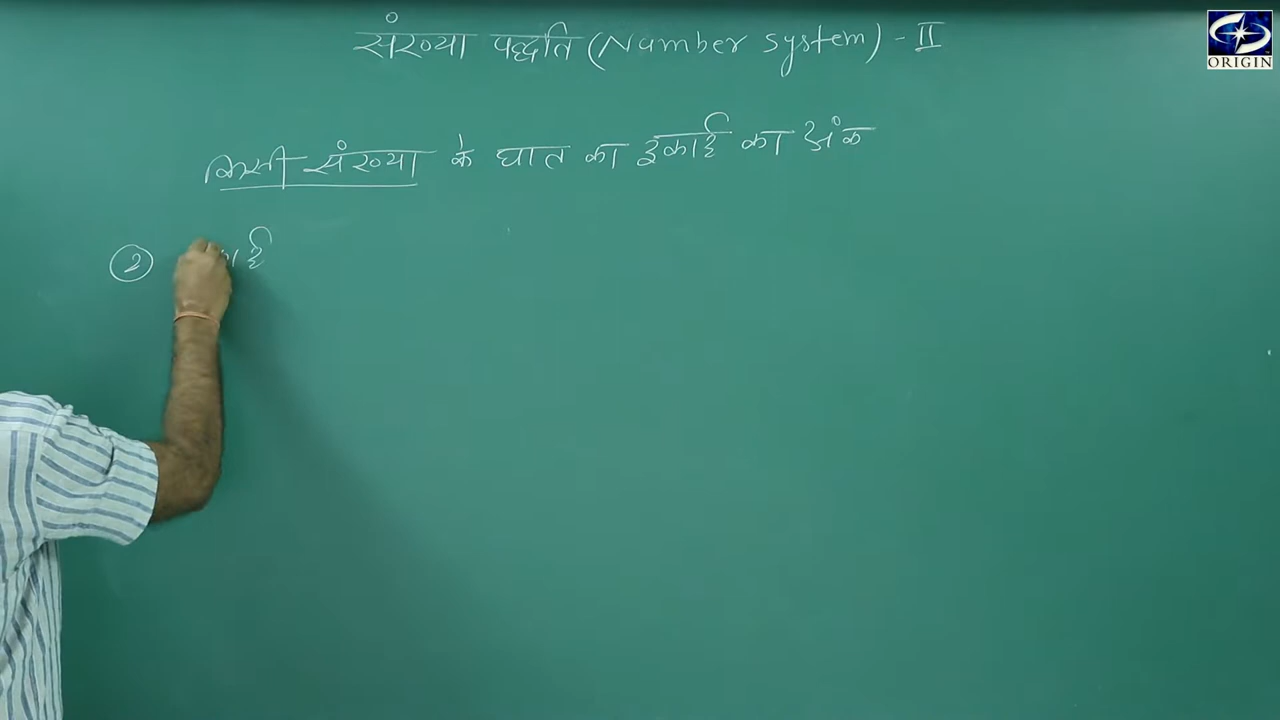 संख्या पद्धति (Number system) - II
ORIGIN
किसी संख्या के घात का इकाई का अंक
2